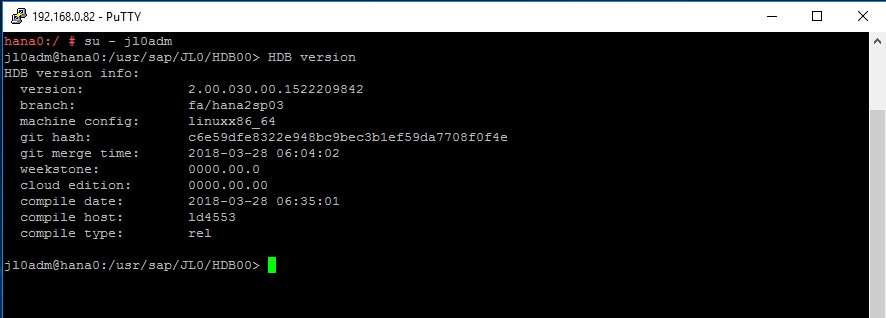 192.168.0.82 - PuTTY
hana0:/ # su - jl0adm
jl0adm@hana0:/usr/sap/JL0/HDB00> HDB version
HDB version info:
  version:             2.00.030.00.1522209842
  branch:              fa/hana2sp03
  machine config:      linuxx86_64
  git hash:            c6e59dfe8322e948bc9bec3b1ef59da7708f0f4e
  git merge time:      2018-03-28 06:04:02
  weekstone:           0000.00.0
  cloud edition:       0000.00.00
  compile date:        2018-03-28 06:35:01
  compile host:        ld4553
  compile type:        rel
jl0adm@hana0:/usr/sap/JL0/HDB00>